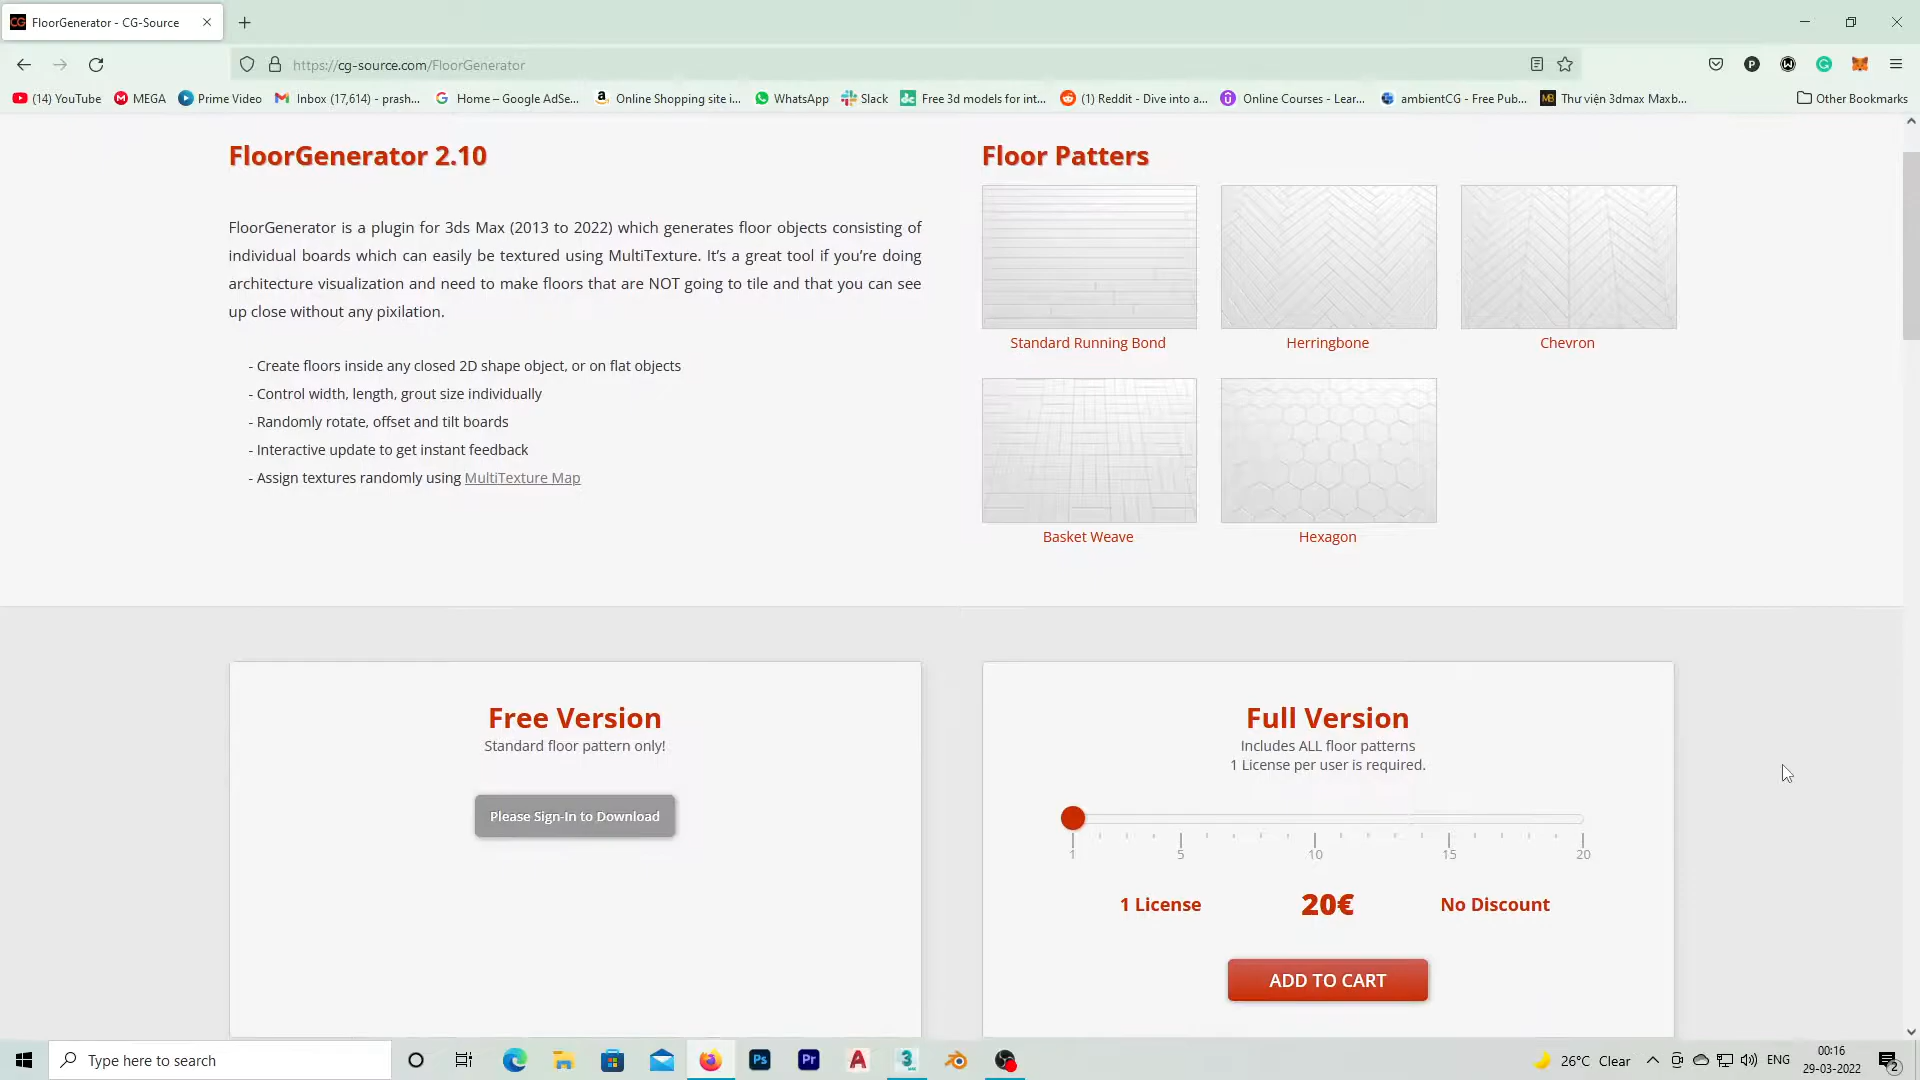 FloorGenerator - CG-Source
https://cg-source.com/FloorGenerator
(14) YouTube
MEGA
Prime Video
Inbox (17,614) - prash...
Home – Google AdSe...
Online Shopping site i...
WhatsApp
Slack
Free 3d models for int...
(1) Reddit - Dive into a...
Online Courses - Lear...
ambientCG - Free Pub...
Thư viện 3dmax Maxb...
Other Bookmarks
FloorGenerator 2.10
FloorGenerator is a plugin for 3ds Max (2013 to 2022) which generates floor objects consisting of
individual boards which can easily be textured using MultiTexture. It's a great tool if you're doing
architecture visualization and need to make floors that are NOT going to tile and that you can see
up close without any pixilation.
- Create floors inside any closed 2D shape object, or on flat objects
- Control width, length, grout size individually
- Randomly rotate, offset and tilt boards
- Interactive update to get instant feedback
- Assign textures randomly using MultiTexture Map
Floor Patters
Standard Running Bond
Herringbone
Chevron
Basket Weave
Hexagon
Free Version
Standard floor pattern only!
Please Sign-In to Download
Full Version
Includes ALL floor patterns
1 License per user is required.
1 5 10 15 20
1 License
20€
No Discount
ADD TO CART
Type here to search
26°C Clear
ENG
00:16
29-03-2022
2